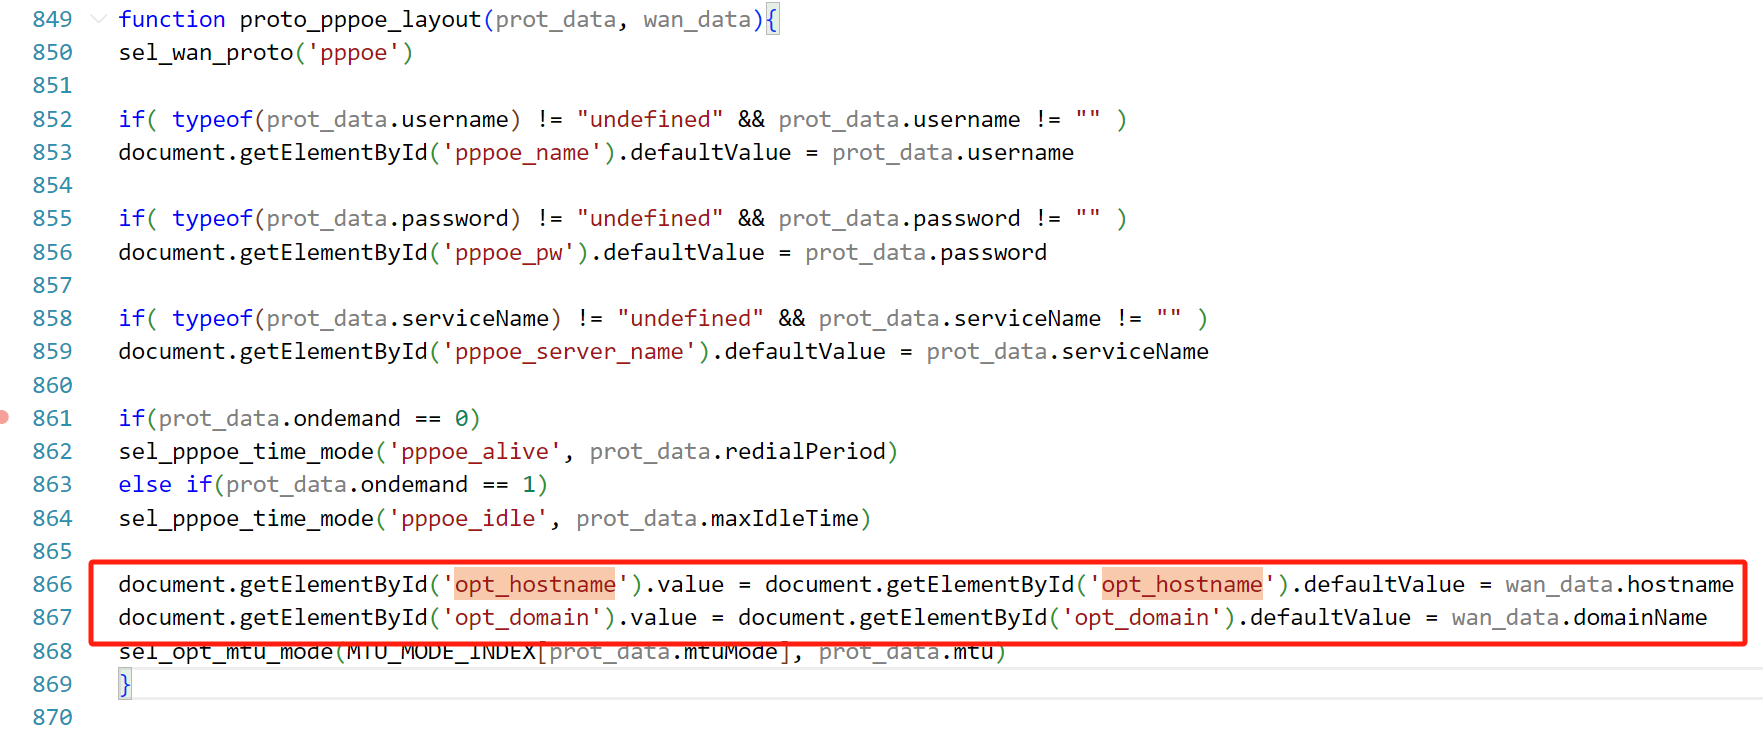 849 function proto_pppoe_layout(prot_data, wan_data){
850 sel_wan_proto('pppoe')
851
852 if( typeof(prot_data.username) != "undefined" && prot_data.username != "" )
853 document.getElementById('pppoe_name').defaultValue = prot_data.username
854
855 if( typeof(prot_data.password) != "undefined" && prot_data.password != "" )
856 document.getElementById('pppoe_pw').defaultValue = prot_data.password
857
858 if( typeof(prot_data.serviceName) != "undefined" && prot_data.serviceName != "" )
859 document.getElementById('pppoe_server_name').defaultValue = prot_data.serviceName
860
861 if(prot_data.ondemand == 0)
862 sel_pppoe_time_mode('pppoe_alive', prot_data.redialPeriod)
863 else if(prot_data.ondemand == 1)
864 sel_pppoe_time_mode('pppoe_idle', prot_data.maxIdleTime)
865
866 document.getElementById('opt_hostname').value = document.getElementById('opt_hostname').defaultValue = wan_data.hostname
867 document.getElementById('opt_domain').value = document.getElementById('opt_domain').defaultValue = wan_data.domainName
868 sel_opt_mtu_mode(MTU_MODE_INDEX[prot_data.mtuMode], prot_data.mtu)
869 }
870